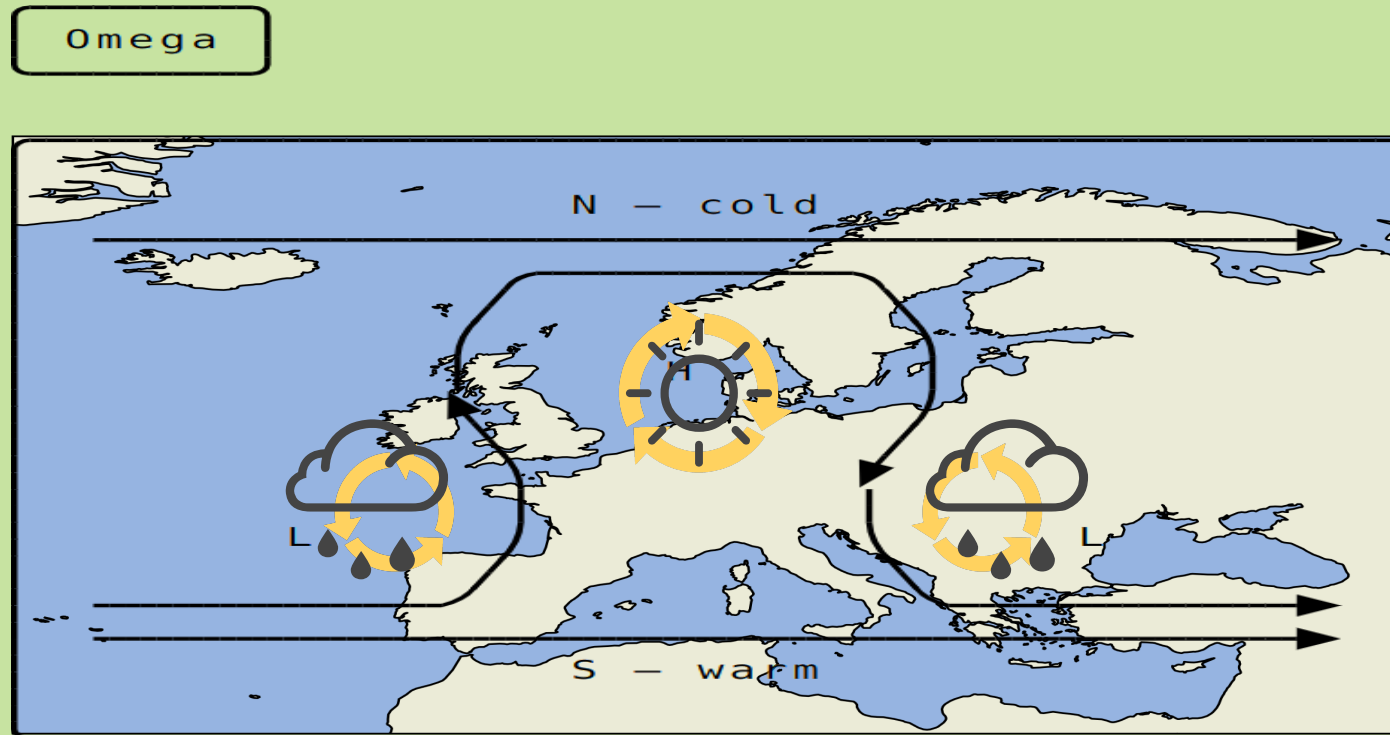 Omega
N – cold
H
L
L
S – warm